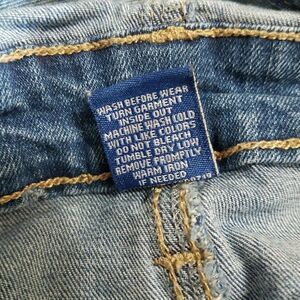 WASH BEFORE WEAR
TURN GARMENT
INSIDE OUT
MACHINE WASH COLD
WITH LIKE COLORS
DO NOT BLEACH
TUMBLE DRY LOW
REMOVE PROMPTLY
WARM IRON
IF NEEDED